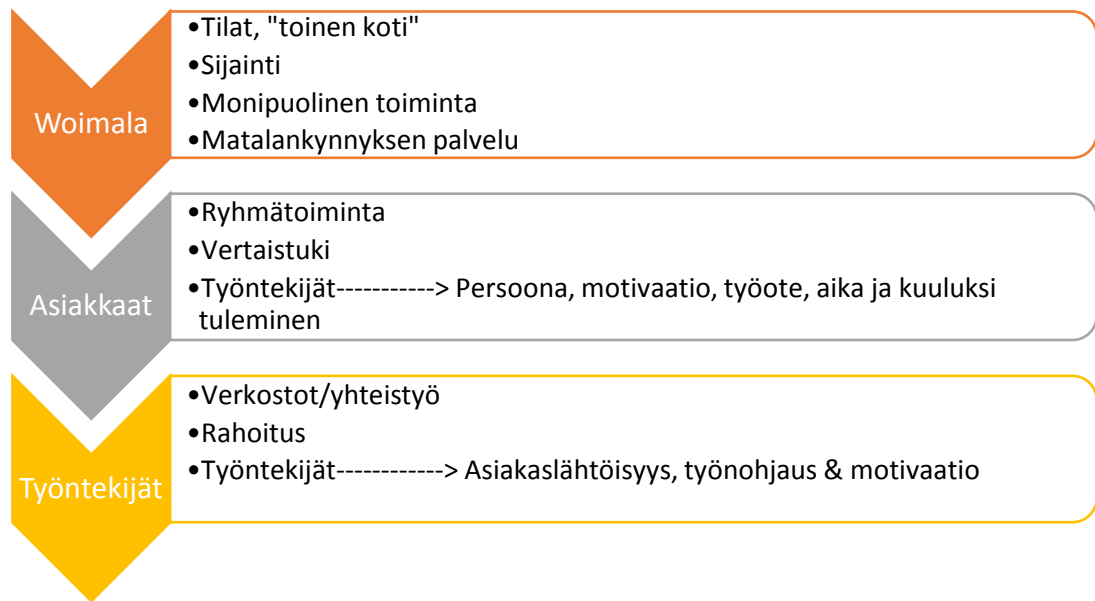 Woimala
•Tilat, "toinen koti"
•Sijainti
•Monipuolinen toiminta
•Matalankynnyksen palvelu
Asiakkaat
•Ryhmätoiminta
•Vertaistuki
•Työntekijät-----------> Persoona, motivaatio, työote, aika ja kuuluksi
tuleminen
Työntekijät
•Verkostot/yhteistyö
•Rahoitus
•Työntekijät------------> Asiakaslähtöisyys, työnohjaus & motivaatio